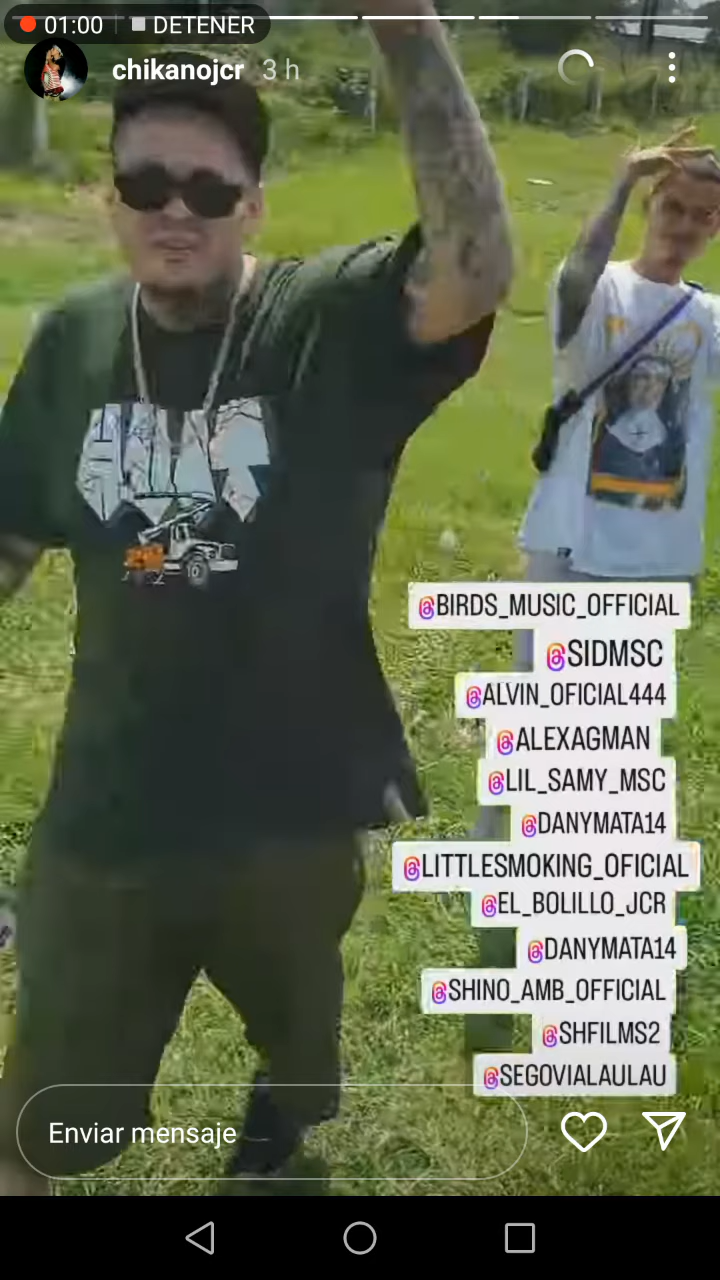 01:00 DETENER
chikanojcr 3 h
@BIRDS_MUSIC_OFFICIAL
@SIDMSC
@ALVIN_OFICIAL444
@ALEXAGMAN
@LIL_SAMY_MSC
@DANYMATA14
@LITTLESMOKING_OFICIAL
@EL_BOLILLO_JCR
@DANYMATA14
@SHINO_AMB_OFFICIAL
@SHFILMS2
@SEGOVIALAULAU
Enviar mensaje